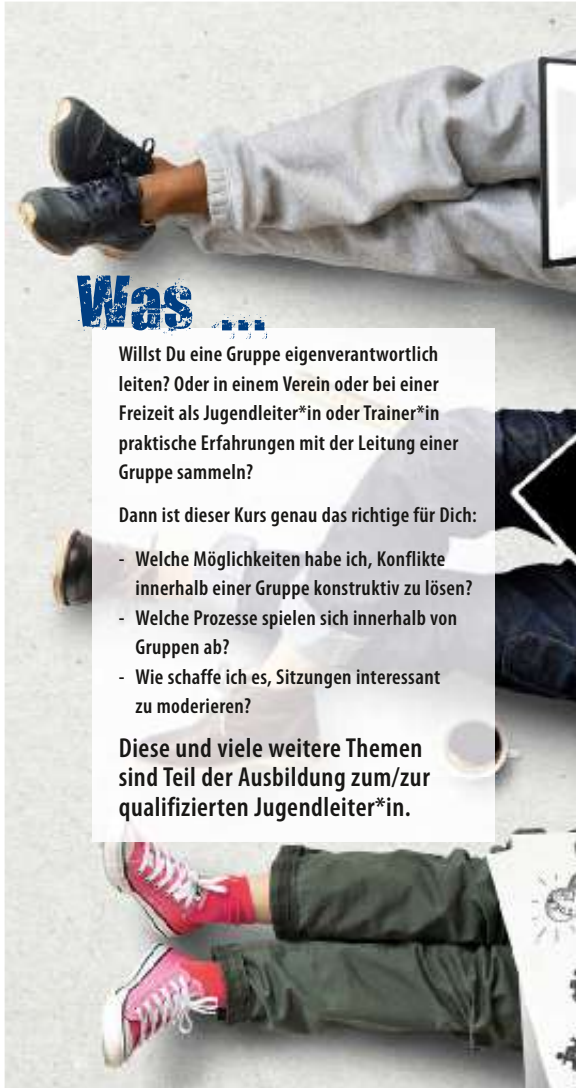 Was ...
Willst Du eine Gruppe eigenverantwortlich
leiten? Oder in einem Verein oder bei einer
Freizeit als Jugendleiter*in oder Trainer*in
praktische Erfahrungen mit der Leitung einer
Gruppe sammeln?
Dann ist dieser Kurs genau das richtige für Dich:
- Welche Möglichkeiten habe ich, Konflikte
innerhalb einer Gruppe konstruktiv zu lösen?
- Welche Prozesse spielen sich innerhalb von
Gruppen ab?
- Wie schaffe ich es, Sitzungen interessant
zu moderieren?
Diese und viele weitere Themen
sind Teil der Ausbildung zum/zur
qualifizierten Jugendleiter*in.